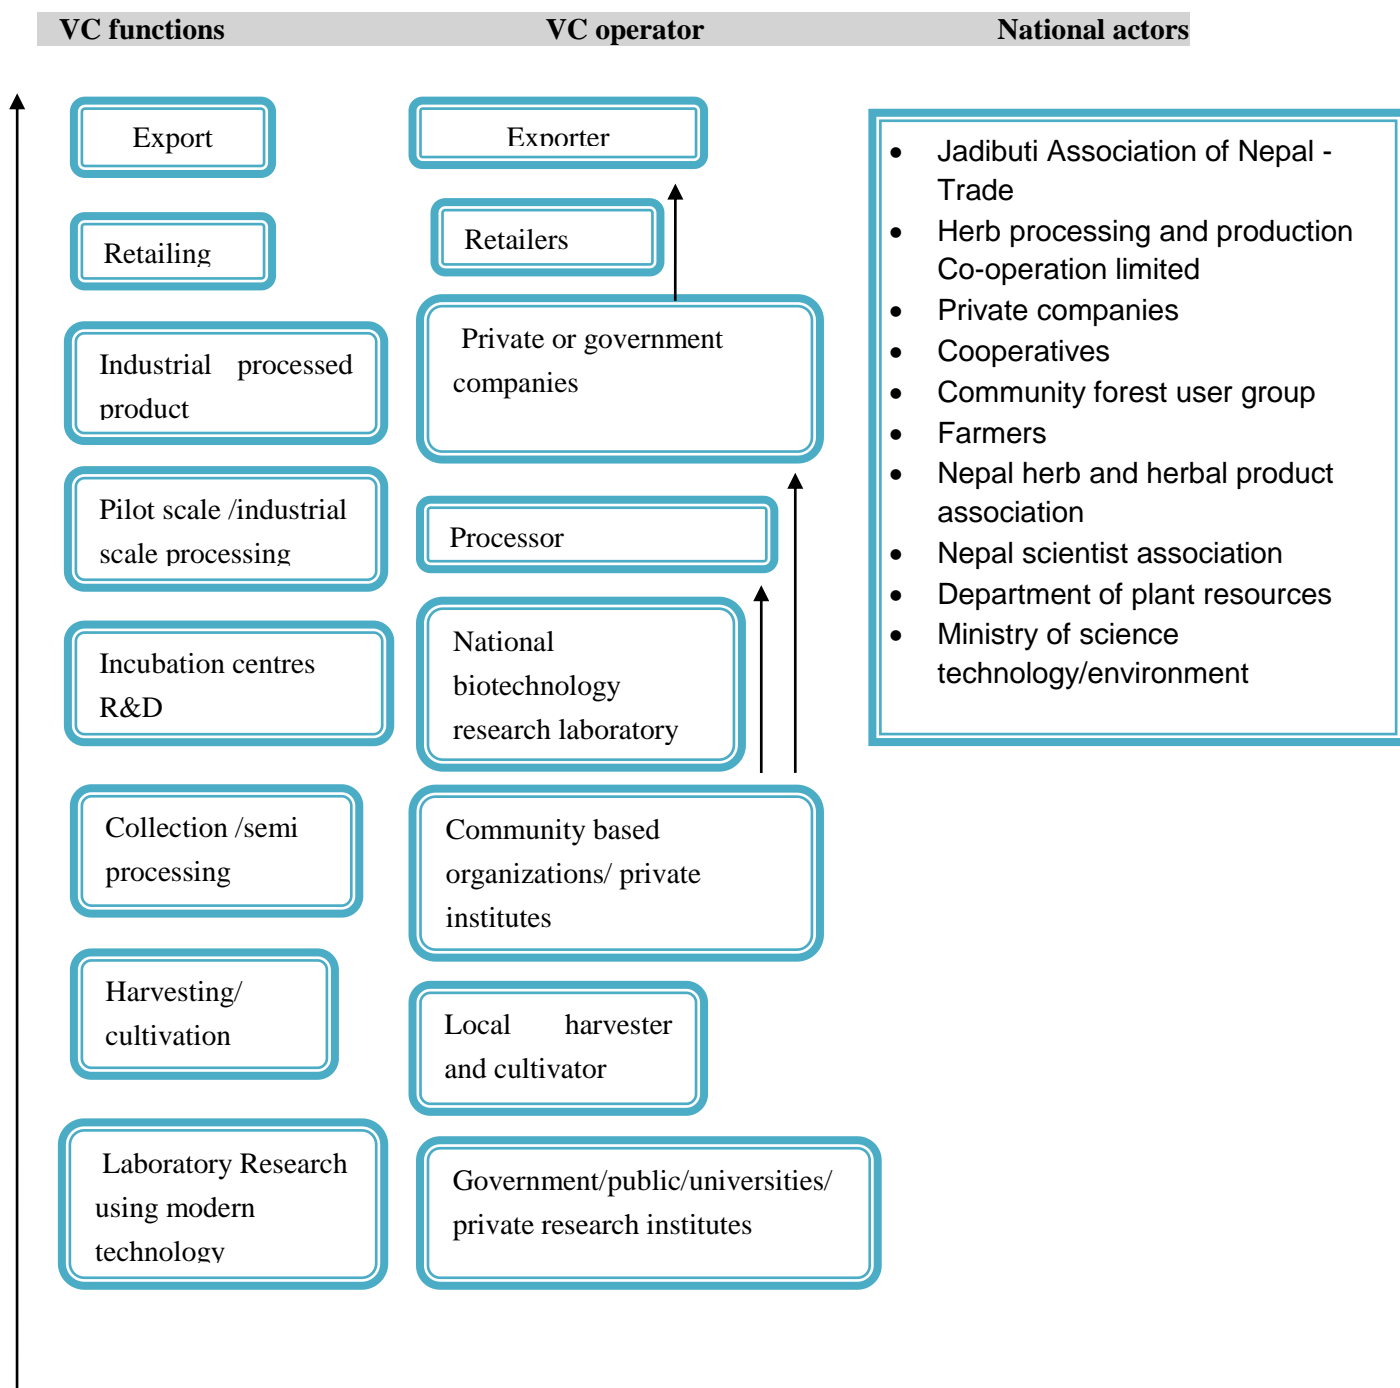 VC functions VC operator National actors
Export
Retailing
Industrial processed
product
Pilot scale /industrial
scale processing
Incubation centres
R&D
Collection /semi
processing
Harvesting/
cultivation
Laboratory Research
using modern
technology
Exporter
Retailers
Private or government
companies
Processor
National
biotechnology
research laboratory
Community based
organizations/ private
institutes
Local harvester
and cultivator
Government/public/universities/
private research institutes
• Jadibuti Association of Nepal -
Trade
• Herb processing and production
Co-operation limited
• Private companies
• Cooperatives
• Community forest user group
• Farmers
• Nepal herb and herbal product
association
• Nepal scientist association
• Department of plant resources
• Ministry of science
technology/environment